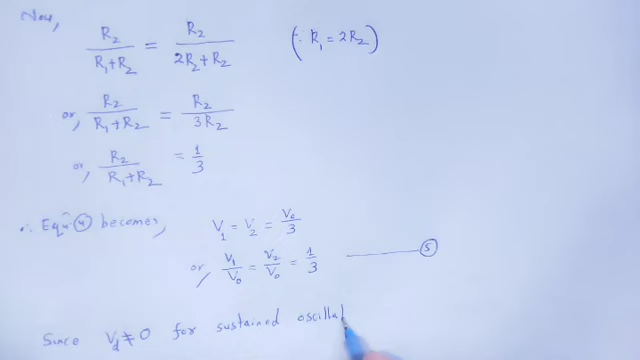 Now,
R₂/(R₁+R₂) = R₂/(2R₂+R₂) (∵ R₁ = 2R₂)
or, R₂/(R₁+R₂) = R₂/3R₂
or, R₂/(R₁+R₂) = 1/3
∴ Eqn (4) becomes,
V₁ = V₂ = V₀/3
or, V₁/V₀ = V₂/V₀ = 1/3 ——— (5)
Since V_d ≠ 0 for sustained oscillat